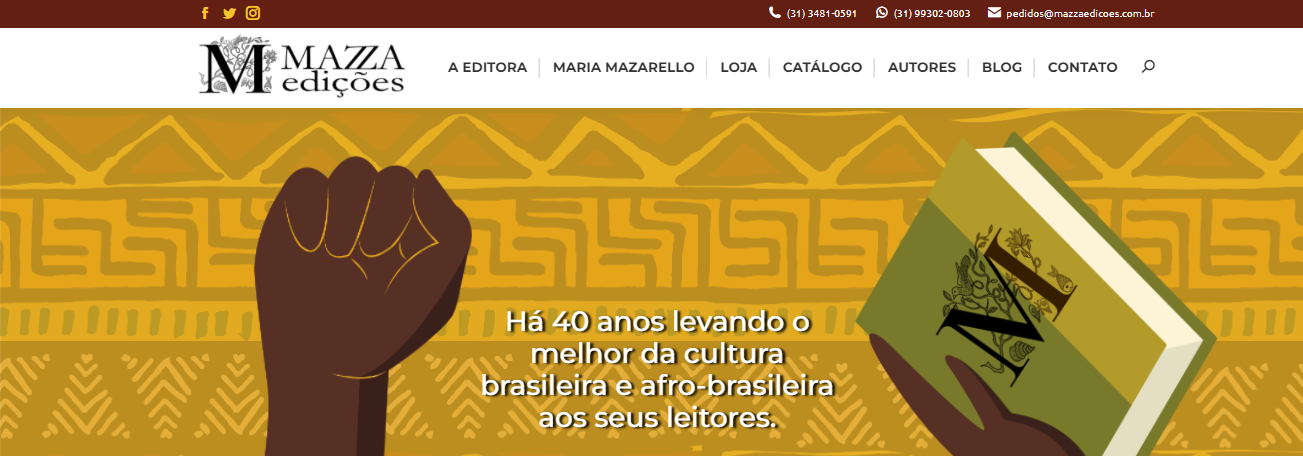 (31) 3481-0591 (31) 99302-0803 pedidos@mazzaedicoes.com.br
M MAZZA
edições
A EDITORA MARIA MAZARELLO LOJA CATÁLOGO AUTORES BLOG CONTATO
M
Há 40 anos levando o
melhor da cultura
brasileira e afro-brasileira
aos seus leitores.